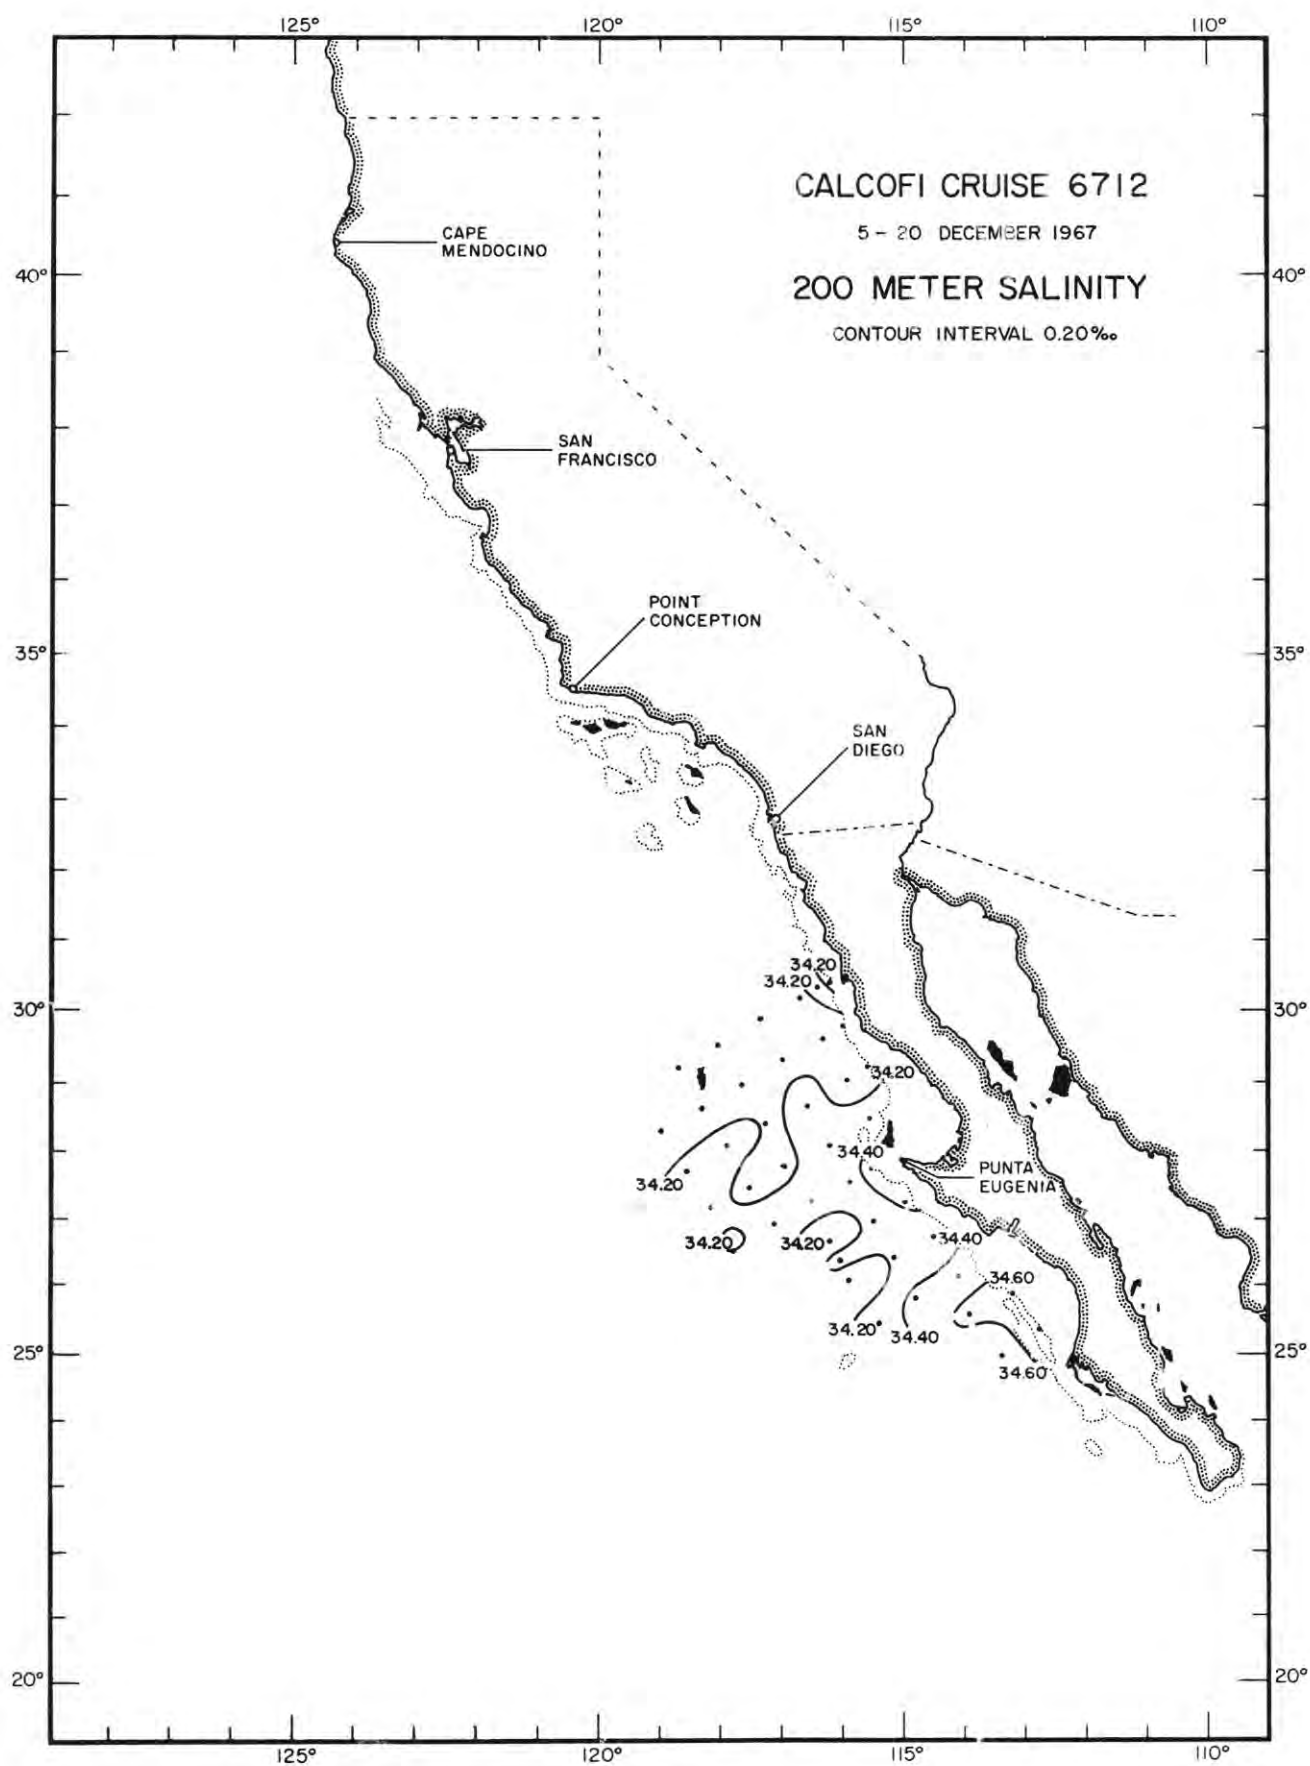 125° 120° 115° 110°
CALCOFI CRUISE 6712
5 – 20 DECEMBER 1967
CAPE
MENDOCINO
40° 40°
200 METER SALINITY
CONTOUR INTERVAL 0.20‰
SAN
FRANCISCO
POINT
CONCEPTION
35° 35°
SAN
DIEGO
34.20
34.20
30° 30°
34.20
34.40
PUNTA
EUGENIA
34.20
34.20 34.20 34.40
34.60
34.20 34.40
25° 25°
34.60
20° 20°
125° 120° 115° 110°